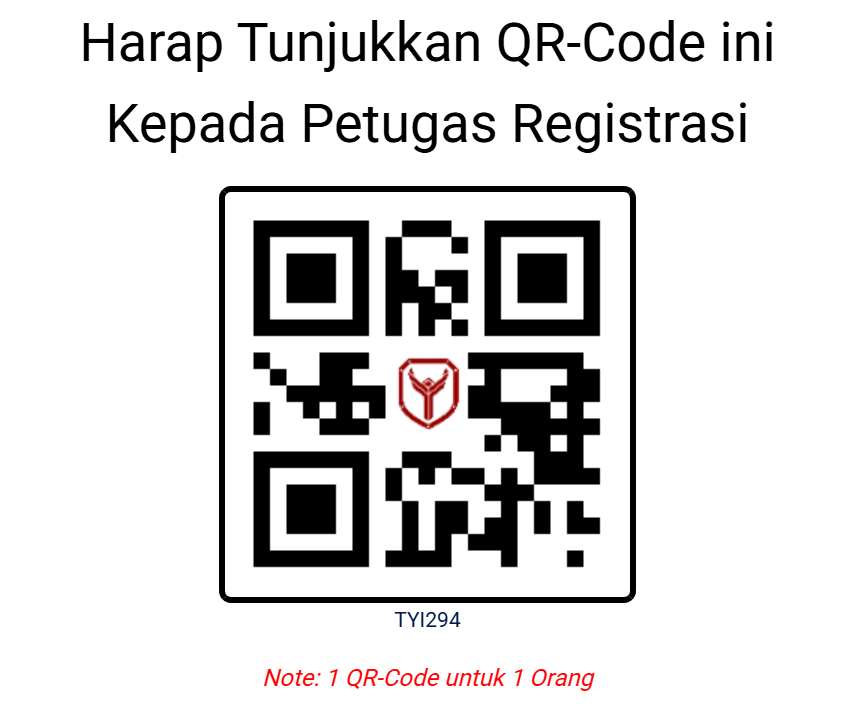 Harap Tunjukkan QR-Code ini
Kepada Petugas Registrasi
TYI294
Note: 1 QR-Code untuk 1 Orang